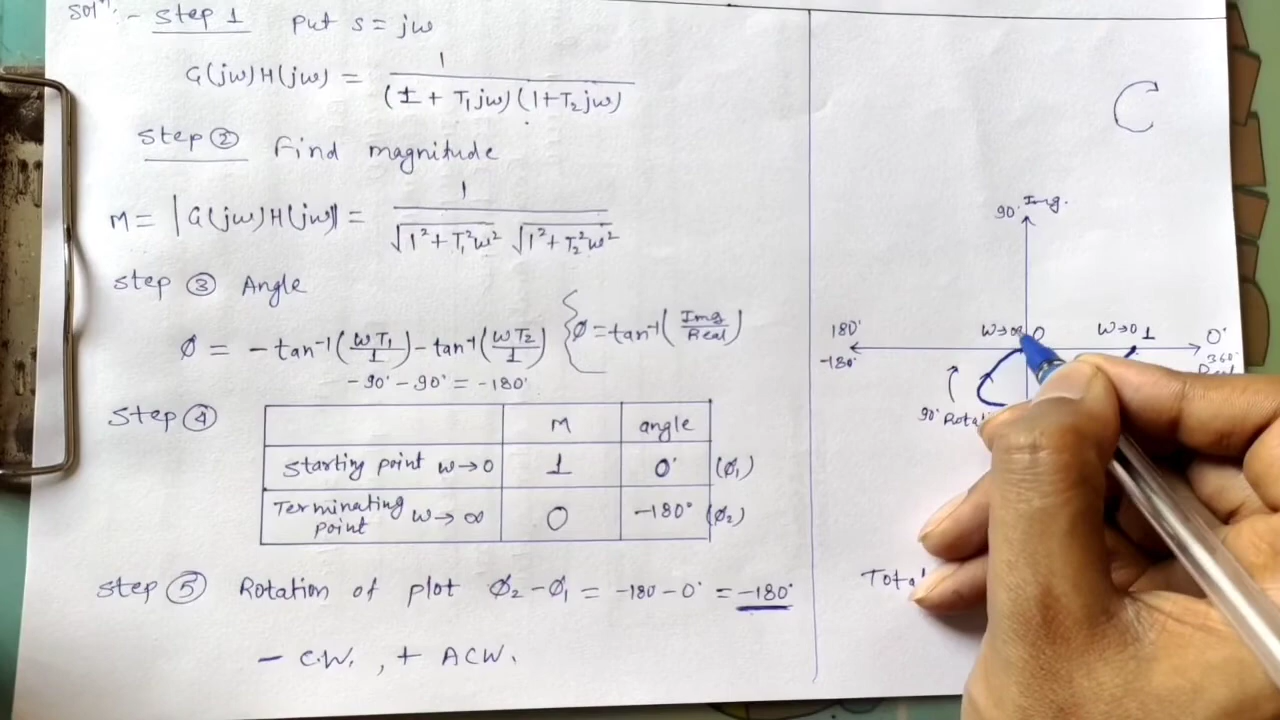 Soln. - Step 1 put s = jω
G(jω)H(jω) = 1 / (1 + T₁jω)(1+T₂jω)
Step ② Find magnitude
M = |G(jω)H(jω)| = 1 / √1²+T₁²ω² √1²+T₂²ω²
step ③ Angle
Ø = -tan⁻¹(ωT₁/1) - tan⁻¹(ωT₂/1) { Ø = tan⁻¹(Img/Real)
-90° - 90° = -180°
Step ④
M angle
Starting point ω→0 1 0° (Ø₁)
Terminating point ω→∞ 0 -180° (Ø₂)
step ⑤ Rotation of plot Ø₂-Ø₁ = -180-0° = -180°
- C.W. , + ACW.
C
90° Img.
180° ω→∞ 0 ω→0 1 0°
-180° 360°
Real
90°